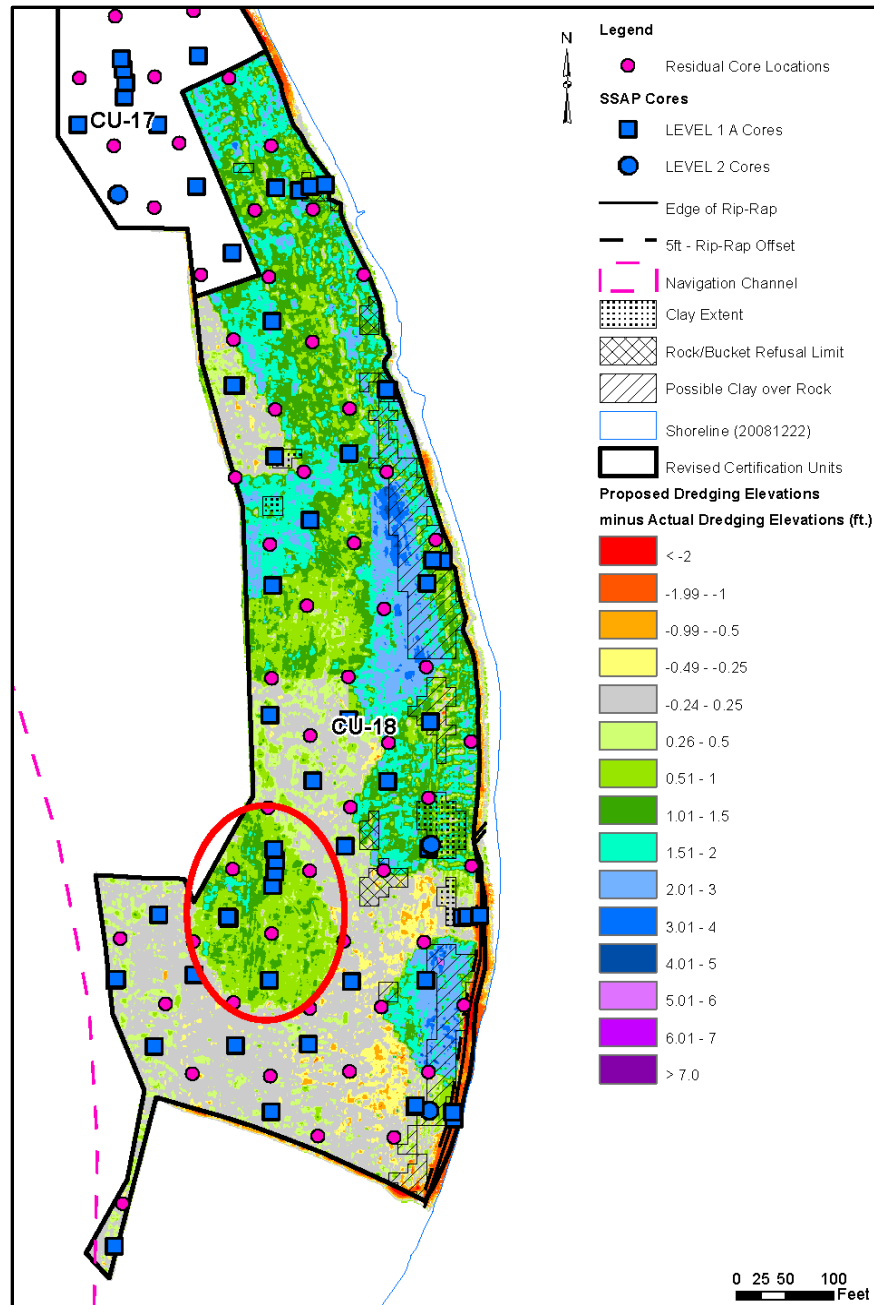 N
CU-17
CU-18
Legend
Residual Core Locations
SSAP Cores
LEVEL 1 A Cores
LEVEL 2 Cores
Edge of Rip-Rap
5ft - Rip-Rap Offset
Navigation Channel
Clay Extent
Rock/Bucket Refusal Limit
Possible Clay over Rock
Shoreline (20081222)
Revised Certification Units
Proposed Dredging Elevations
minus Actual Dredging Elevations (ft.)
< -2
-1.99 - -1
-0.99 - -0.5
-0.49 - -0.25
-0.24 - 0.25
0.26 - 0.5
0.51 - 1
1.01 - 1.5
1.51 - 2
2.01 - 3
3.01 - 4
4.01 - 5
5.01 - 6
6.01 - 7
> 7.0
0 25 50 100
Feet